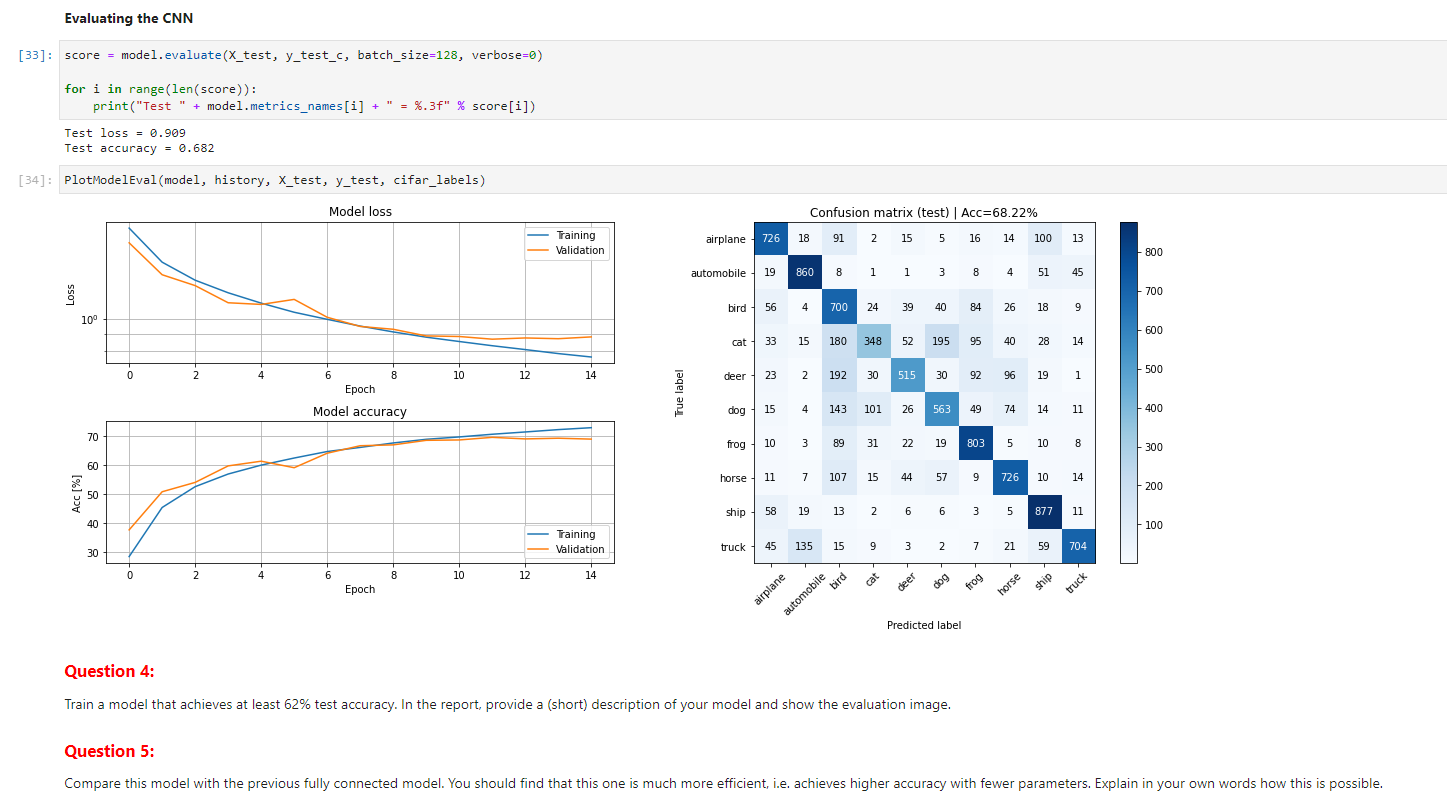 Evaluating the CNN
[33]: score = model.evaluate(X_test, y_test_c, batch_size=128, verbose=0)
for i in range(len(score)):
    print("Test " + model.metrics_names[i] + " = %.3f" % score[i])
Test loss = 0.909
Test accuracy = 0.682
[34]: PlotModelEval(model, history, X_test, y_test, cifar_labels)
Model loss
Training
Validation
Loss
10⁰
0 2 4 6 8 10 12 14
Epoch
Model accuracy
70
60
50
40
30
Acc [%]
Training
Validation
0 2 4 6 8 10 12 14
Epoch
Confusion matrix (test) | Acc=68.22%
True label
airplane 726 18 91 2 15 5 16 14 100 13
automobile 19 860 8 1 1 3 8 4 51 45
bird 56 4 700 24 39 40 84 26 18 9
cat 33 15 180 348 52 195 95 40 28 14
deer 23 2 192 30 515 30 92 96 19 1
dog 15 4 143 101 26 563 49 74 14 11
frog 10 3 89 31 22 19 803 5 10 8
horse 11 7 107 15 44 57 9 726 10 14
ship 58 19 13 2 6 6 3 5 877 11
truck 45 135 15 9 3 2 7 21 59 704
airplane automobile bird cat deer dog frog horse ship truck
Predicted label
800
700
600
500
400
300
200
100
Question 4:
Train a model that achieves at least 62% test accuracy. In the report, provide a (short) description of your model and show the evaluation image.
Question 5:
Compare this model with the previous fully connected model. You should find that this one is much more efficient, i.e. achieves higher accuracy with fewer parameters. Explain in your own words how this is possible.